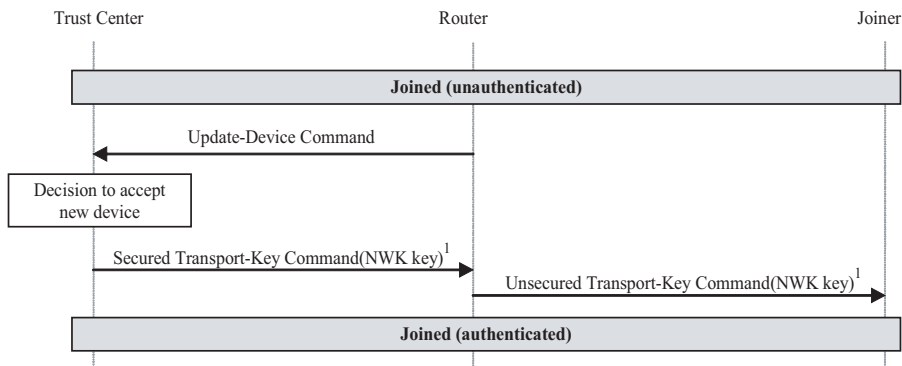 Trust Center
Router
Joiner
Joined (unauthenticated)
Update-Device Command
Decision to accept
new device
Secured Transport-Key Command(NWK key)1
Unsecured Transport-Key Command(NWK key)1
Joined (authenticated)